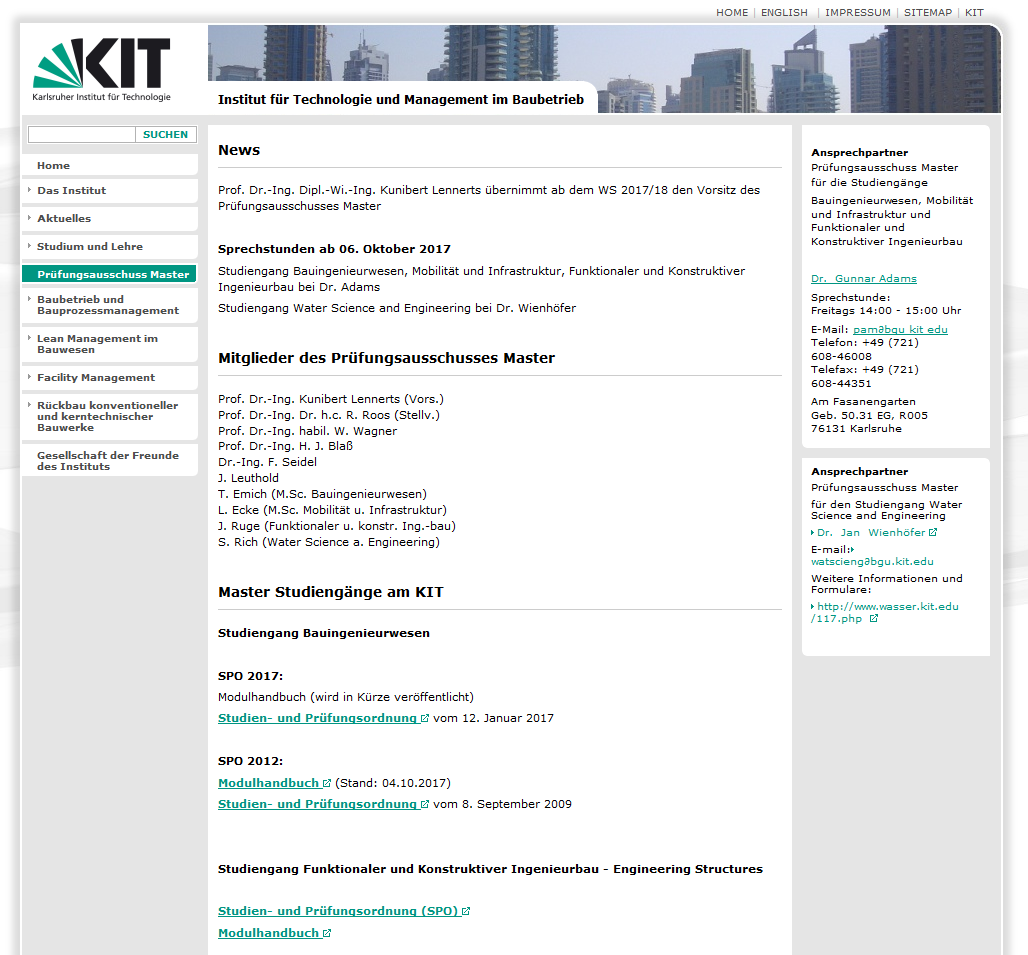 HOME | ENGLISH | IMPRESSUM | SITEMAP | KIT
KIT
Karlsruher Institut für Technologie
Institut für Technologie und Management im Baubetrieb
SUCHEN
Home
Das Institut
Aktuelles
Studium und Lehre
Prüfungsausschuss Master
Baubetrieb und
Bauprozessmanagement
Lean Management im
Bauwesen
Facility Management
Rückbau konventioneller
und kerntechnischer
Bauwerke
Gesellschaft der Freunde
des Instituts
News
Prof. Dr.-Ing. Dipl.-Wi.-Ing. Kunibert Lennerts übernimmt ab dem WS 2017/18 den Vorsitz des
Prüfungsausschusses Master
Sprechstunden ab 06. Oktober 2017
Studiengang Bauingenieurwesen, Mobilität und Infrastruktur, Funktionaler und Konstruktiver
Ingenieurbau bei Dr. Adams
Studiengang Water Science and Engineering bei Dr. Wienhöfer
Mitglieder des Prüfungsausschusses Master
Prof. Dr.-Ing. Kunibert Lennerts (Vors.)
Prof. Dr.-Ing. Dr. h.c. R. Roos (Stellv.)
Prof. Dr.-Ing. habil. W. Wagner
Prof. Dr.-Ing. H. J. Blaß
Dr.-Ing. F. Seidel
J. Leuthold
T. Emich (M.Sc. Bauingenieurwesen)
L. Ecke (M.Sc. Mobilität u. Infrastruktur)
J. Ruge (Funktionaler u. konstr. Ing.-bau)
S. Rich (Water Science a. Engineering)
Master Studiengänge am KIT
Studiengang Bauingenieurwesen
SPO 2017:
Modulhandbuch (wird in Kürze veröffentlicht)
Studien- und Prüfungsordnung vom 12. Januar 2017
SPO 2012:
Modulhandbuch (Stand: 04.10.2017)
Studien- und Prüfungsordnung vom 8. September 2009
Studiengang Funktionaler und Konstruktiver Ingenieurbau - Engineering Structures
Studien- und Prüfungsordnung (SPO)
Modulhandbuch
Ansprechpartner
Prüfungsausschuss Master
für die Studiengänge
Bauingenieurwesen, Mobilität
und Infrastruktur und
Funktionaler und
Konstruktiver Ingenieurbau
Dr. Gunnar Adams
Sprechstunde:
Freitags 14:00 - 15:00 Uhr
E-Mail: pam∂bgu kit edu
Telefon: +49 (721)
608-46008
Telefax: +49 (721)
608-44351
Am Fasanengarten
Geb. 50.31 EG, R005
76131 Karlsruhe
Ansprechpartner
Prüfungsausschuss Master
für den Studiengang Water
Science and Engineering
Dr. Jan Wienhöfer
E-mail:
watscieng∂bgu.kit.edu
Weitere Informationen und
Formulare:
http://www.wasser.kit.edu
/117.php